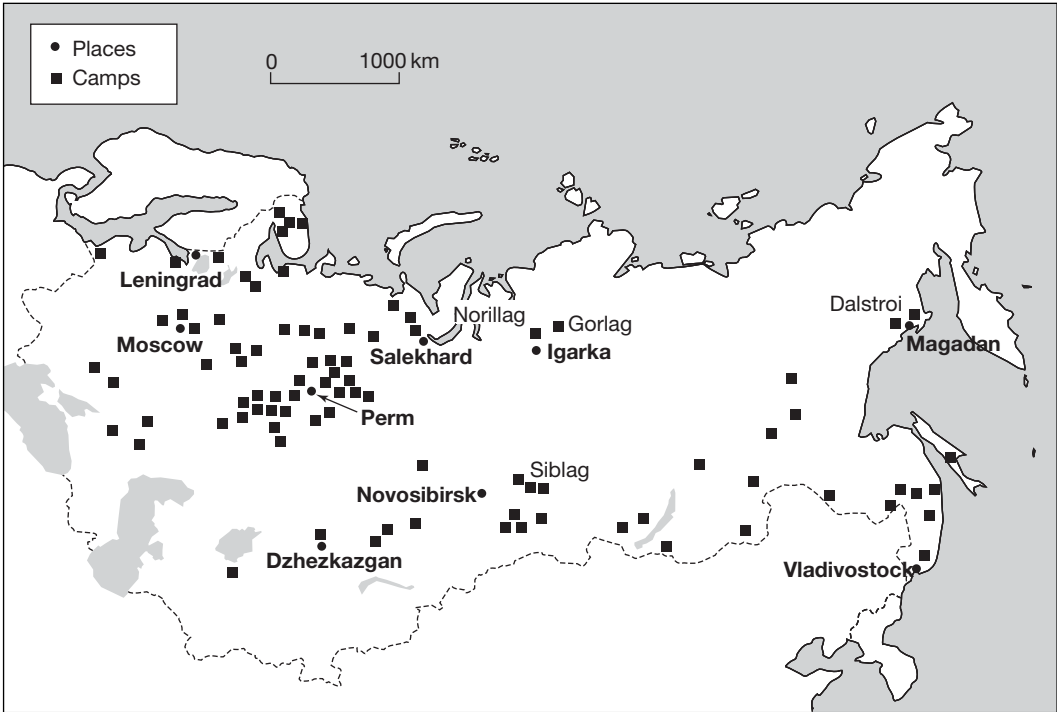 Places
Camps
0 1000 km
Leningrad
Norillag
Gorlag
Dalstroi
Moscow
Salekhard
Igarka
Magadan
Perm
Siblag
Novosibirsk
Dzhezkazgan
Vladivostock